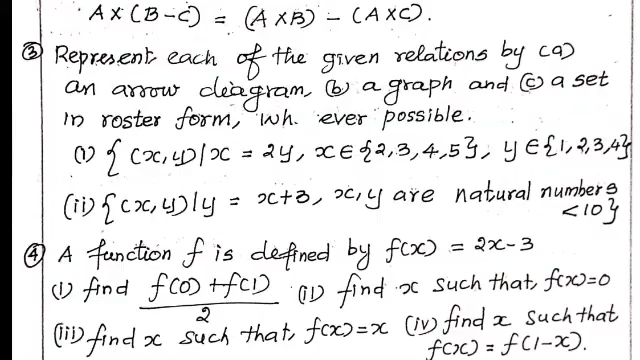 A × (B - C) = (A × B) - (A × C).
③ Represent each of the given relations by (a)
an arrow diagram, (b) a graph and (c) a set
in roster form, wh. ever possible.
(i) { (x, y) / x = 2y, x ∈ {2, 3, 4, 5}, y ∈ {1, 2, 3, 4}
(ii) { (x, y) / y = x+3, x, y are natural numbers
<10}
④ A function f is defined by f(x) = 2x - 3
(i) find (f(0) + f(1))/2 (ii) find x such that, f(x) = 0
(iii) find x such that, f(x) = x (iv) find x such that
f(x) = f(1-x).